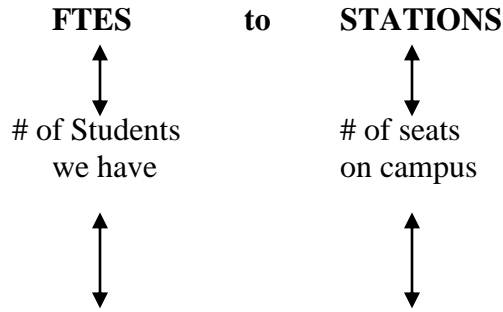 FTES to STATIONS
# of Students # of seats
we have on campus